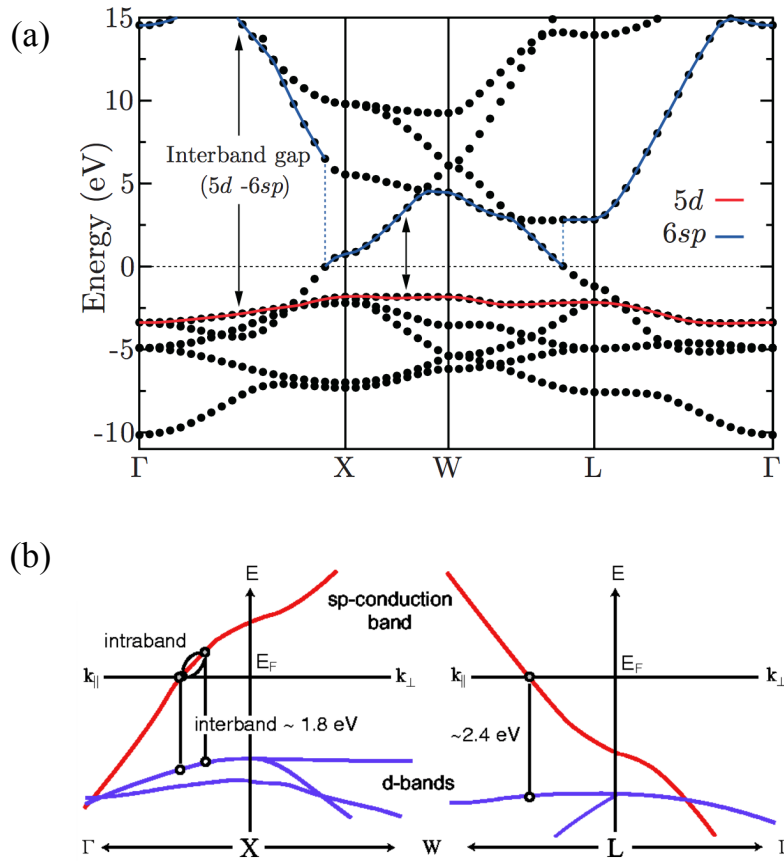 (a)
Energy (eV)
15
10
5
0
-5
-10
Interband gap
(5d -6sp)
5d
6sp
Γ X W L Γ
(b)
E
sp-conduction
band
intraband
k∥ E_F k⊥
interband ~ 1.8 eV
d-bands
Γ X W
E
k∥ E_F k⊥
~2.4 eV
L